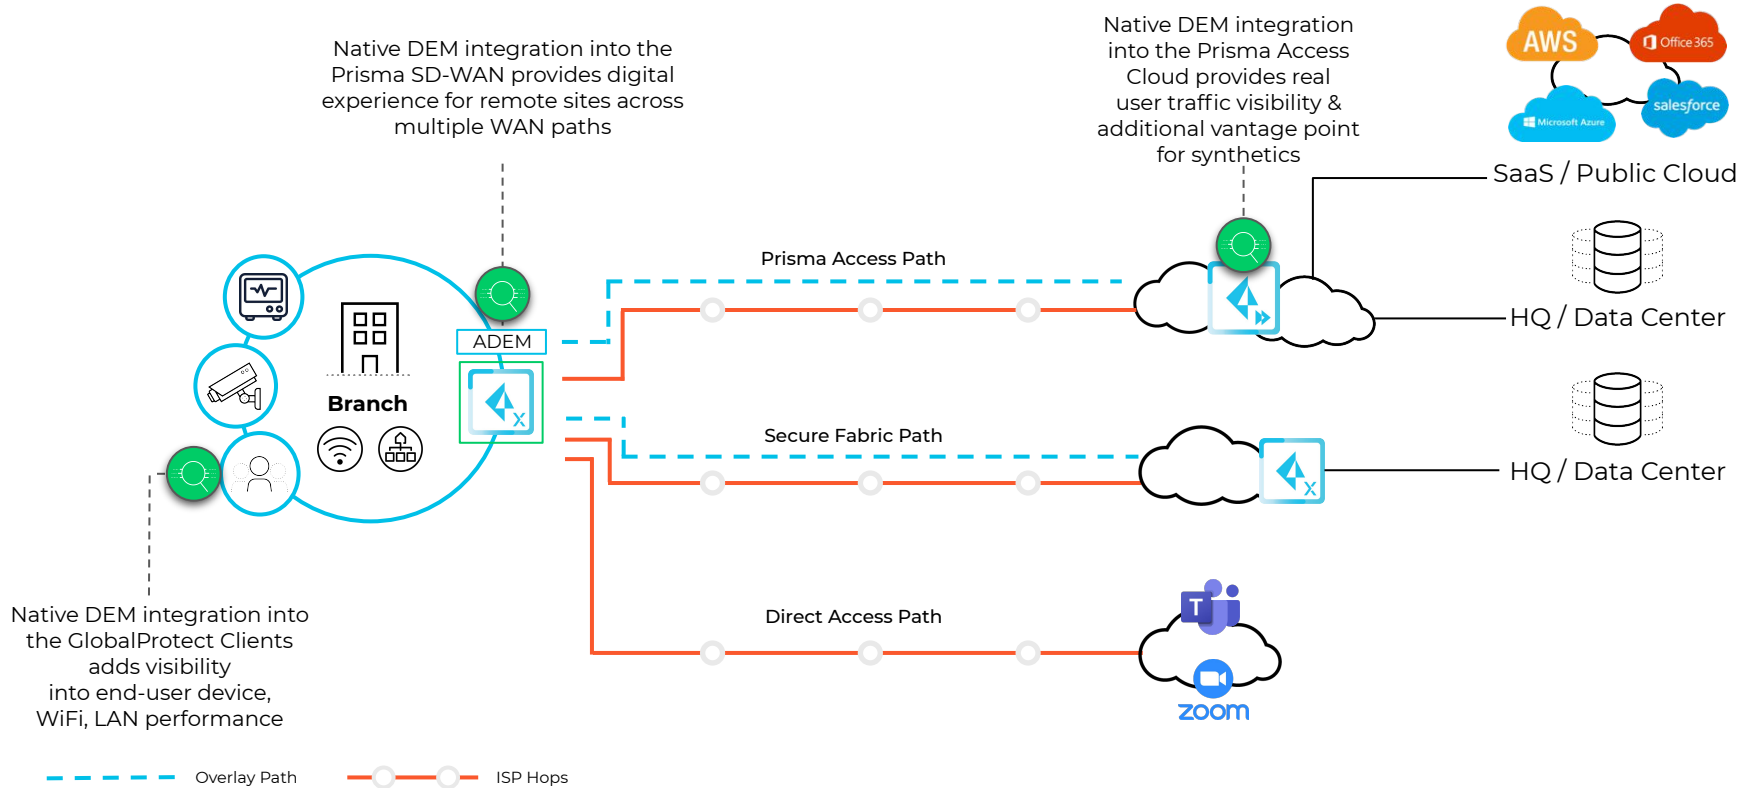 Native DEM integration into the
Prisma SD-WAN provides digital
experience for remote sites across
multiple WAN paths
Native DEM integration
into the Prisma Access
Cloud provides real
user traffic visibility &
additional vantage point
for synthetics
AWS
Office 365
Microsoft Azure
salesforce
SaaS / Public Cloud
Prisma Access Path
HQ / Data Center
ADEM
Branch
X
Secure Fabric Path
X
HQ / Data Center
Native DEM integration into
the GlobalProtect Clients
adds visibility
into end-user device,
WiFi, LAN performance
Direct Access Path
T
zoom
Overlay Path
ISP Hops